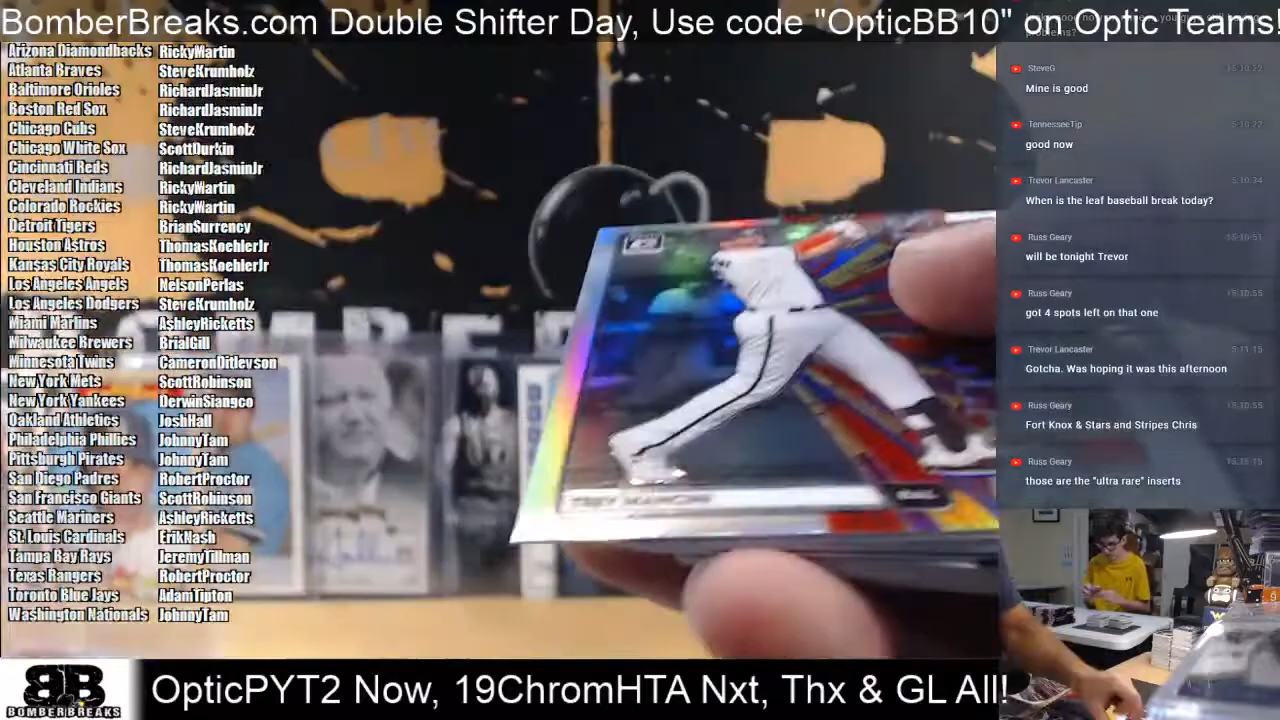 BomberBreaks.com Double Shifter Day, Use code "OpticBB10" on Optic Teams!
Arizona Diamondbacks RickyMartin
Atlanta Braves SteveKrumholz
Baltimore Orioles RichardJasminJr
Boston Red Sox RichardJasminJr
Chicago Cubs SteveKrumholz
Chicago White Sox ScottDurkin
Cincinnati Reds RichardJasminJr
Cleveland Indians RickyMartin
Colorado Rockies RickyMartin
Detroit Tigers BrianSurrency
Houston Astros ThomasKoehlerJr
Kansas City Royals ThomasKoehlerJr
Los Angeles Angels NelsonPerlas
Los Angeles Dodgers SteveKrumholz
Miami Marlins AshleyRicketts
Milwaukee Brewers BrialGill
Minnesota Twins CameronDitlevson
New York Mets ScottRobinson
New York Yankees DerwinSiangco
Oakland Athletics JoshHall
Philadelphia Phillies JohnnyTam
Pittsburgh Pirates JohnnyTam
San Diego Padres RobertProctor
San Francisco Giants ScottRobinson
Seattle Mariners AshleyRicketts
St. Louis Cardinals ErikNash
Tampa Bay Rays JeremyTillman
Texas Rangers RobertProctor
Toronto Blue Jays AdamTipton
Washington Nationals JohnnyTam
TREY MANCINI
BAL
problems?
SteveG
Mine is good
TennesseeTip
good now
Trevor Lancaster
When is the leaf baseball break today?
Russ Geary
will be tonight Trevor
Russ Geary
got 4 spots left on that one
Trevor Lancaster
Gotcha. Was hoping it was this afternoon
Russ Geary
Fort Knox & Stars and Stripes Chris
Russ Geary
those are the "ultra rare" inserts
BB
BOMBERBREAKS
OpticPYT2 Now, 19ChromHTA Nxt, Thx & GL All!